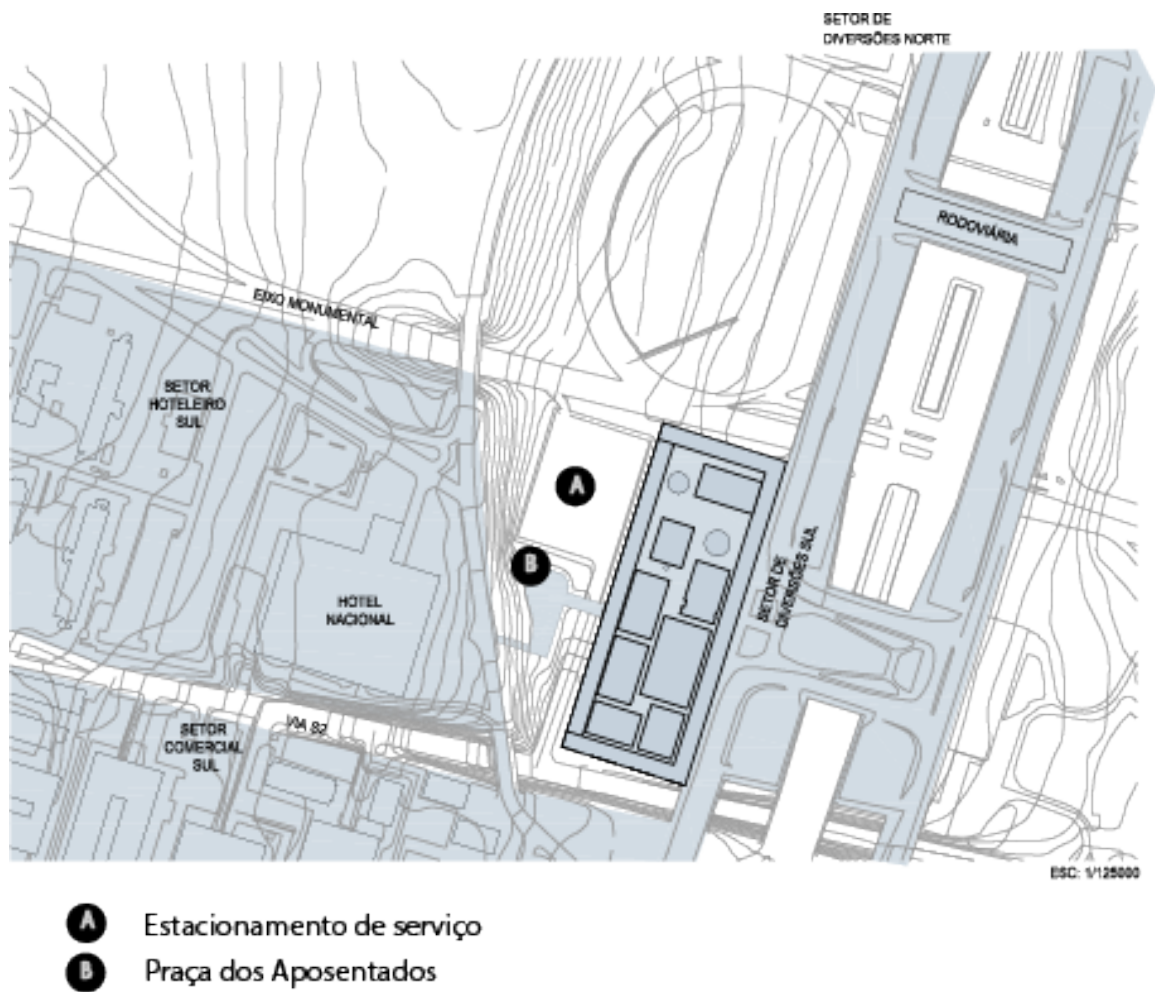 SETOR DE
DIVERSÕES NORTE
RODOVIÁRIA
EIXO MONUMENTAL
SETOR
HOTELEIRO
SUL
A
B
SETOR DE
DIVERSÕES SUL
HOTEL
NACIONAL
VIA S2
SETOR
COMERCIAL
SUL
ESC: 1/125000
A Estacionamento de serviço
B Praça dos Aposentados